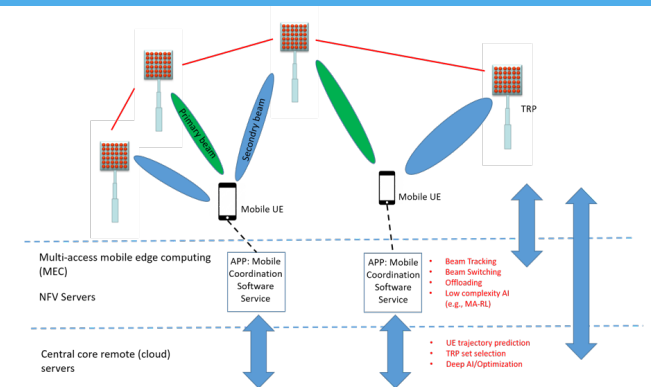 Primary beam
Secondry beam
TRP
Mobile UE
Mobile UE
Multi-access mobile edge computing
(MEC)
NFV Servers
APP: Mobile
Coordination
Software
Service
APP: Mobile
Coordination
Software
Service
• Beam Tracking
• Beam Switching
• Offloading
• Low complexity AI
(e.g., MA-RL)
Central core remote (cloud)
servers
• UE trajectory prediction
• TRP set selection
• Deep AI/Optimization